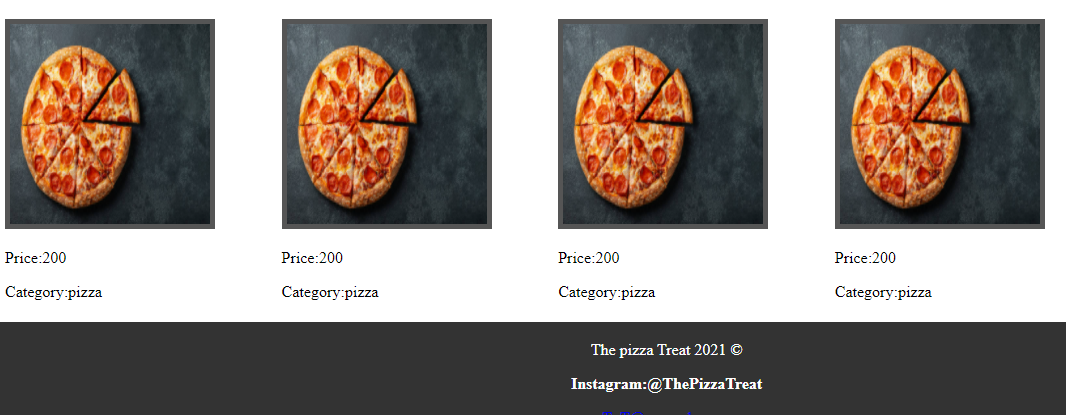 Price:200 Price:200 Price:200 Price:200
Category:pizza Category:pizza Category:pizza Category:pizza
The pizza Treat 2021 ©
Instagram:@ThePizzaTreat